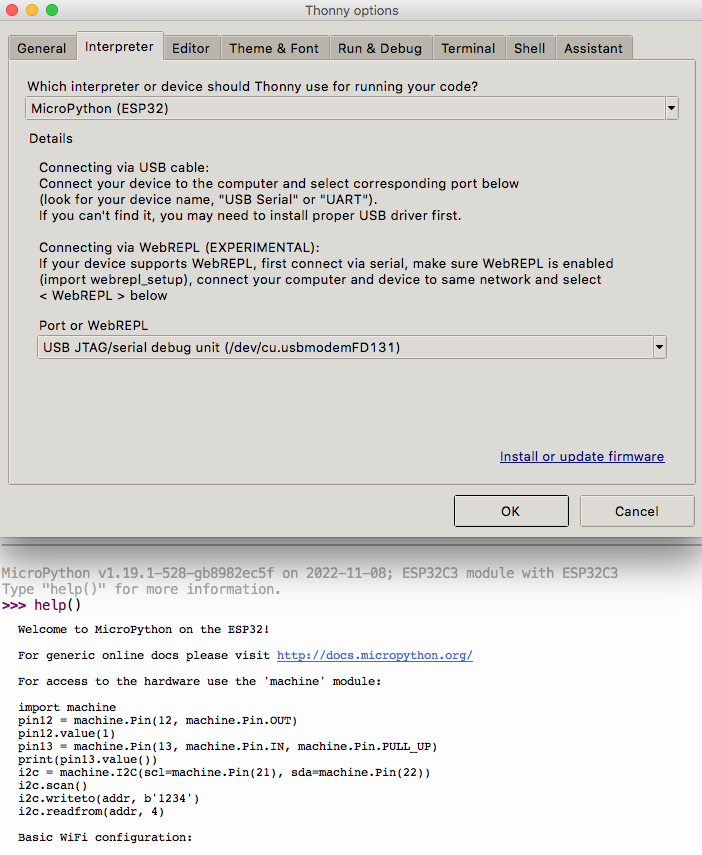 Thonny options
General Interpreter Editor Theme & Font Run & Debug Terminal Shell Assistant
Which interpreter or device should Thonny use for running your code?
MicroPython (ESP32)
Details
Connecting via USB cable:
Connect your device to the computer and select corresponding port below
(look for your device name, "USB Serial" or "UART").
If you can't find it, you may need to install proper USB driver first.
Connecting via WebREPL (EXPERIMENTAL):
If your device supports WebREPL, first connect via serial, make sure WebREPL is enabled
(import webrepl_setup), connect your computer and device to same network and select
< WebREPL > below
Port or WebREPL
USB JTAG/serial debug unit (/dev/cu.usbmodemFD131)
Install or update firmware
OK Cancel
MicroPython v1.19.1-528-gb8982ec5f on 2022-11-08; ESP32C3 module with ESP32C3
Type "help()" for more information.
>>> help()
Welcome to MicroPython on the ESP32!
For generic online docs please visit http://docs.micropython.org/
For access to the hardware use the 'machine' module:
import machine
pin12 = machine.Pin(12, machine.Pin.OUT)
pin12.value(1)
pin13 = machine.Pin(13, machine.Pin.IN, machine.Pin.PULL_UP)
print(pin13.value())
i2c = machine.I2C(scl=machine.Pin(21), sda=machine.Pin(22))
i2c.scan()
i2c.writeto(addr, b'1234')
i2c.readfrom(addr, 4)
Basic WiFi configuration: